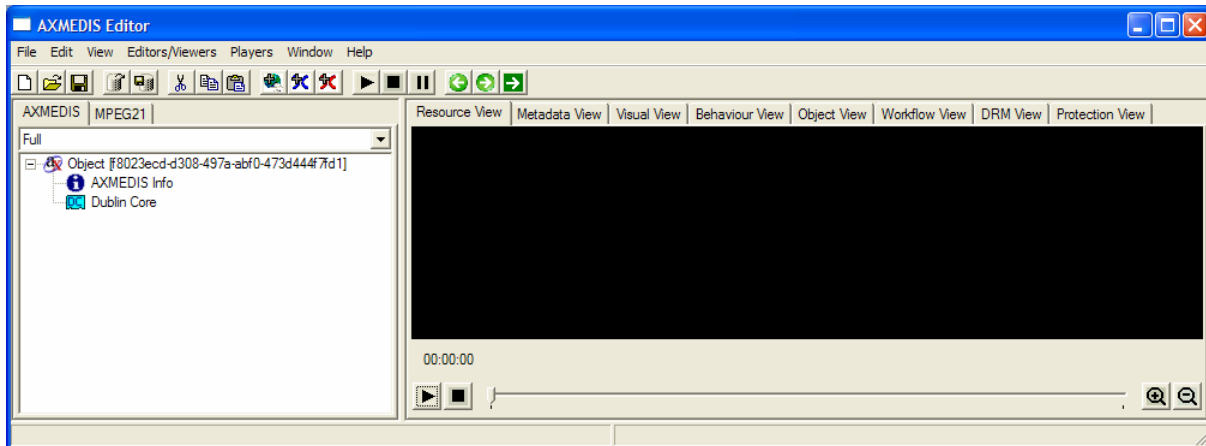 AXMEDIS Editor
File Edit View Editors/Viewers Players Window Help
AXMEDIS MPEG21
Resource View Metadata View Visual View Behaviour View Object View Workflow View DRM View Protection View
Full
Object [f8023ecd-d308-497a-abf0-473d444f7fd1]
AXMEDIS Info
DC Dublin Core
00:00:00